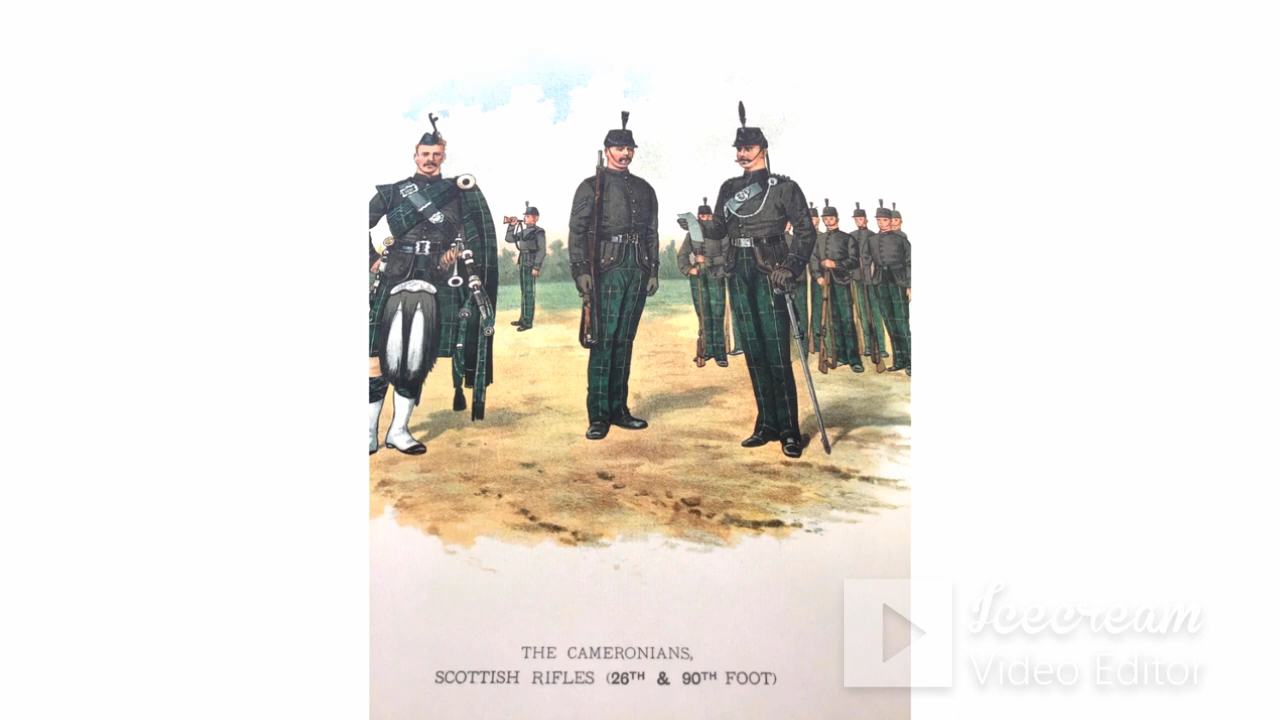 THE CAMERONIANS,
SCOTTISH RIFLES (26TH & 90TH FOOT)
Icecream
Video Editor